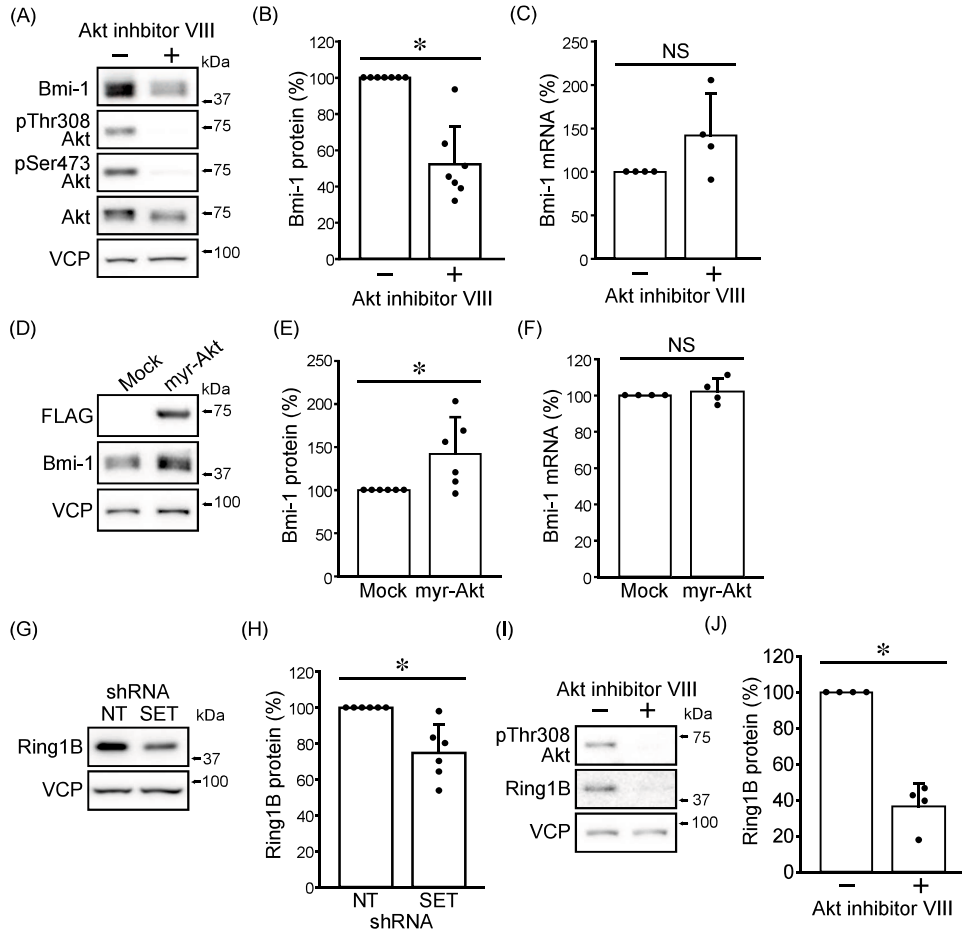 (A)
Akt inhbitor VIII
− +
kDa
Bmi-1
37
pThr308
Akt
75
pSer473
Akt
75
Akt
75
VCP
100
(B)
Bmi-1 protein (%)
120
100
80
60
40
20
0
*
− +
Akt inhibitor VIII
(C)
Bmi-1 mRNA (%)
250
200
150
100
50
0
NS
− +
Akt inhibitor VIII
(D)
Mock myr-Akt
kDa
FLAG
75
Bmi-1
37
VCP
100
(E)
Bmi-1 protein (%)
250
200
150
100
50
0
*
Mock myr-Akt
(F)
Bmi-1 mRNA (%)
120
100
80
60
40
20
0
NS
Mock myr-Akt
(G)
shRNA
NT SET
kDa
Ring1B
37
VCP
100
(H)
Ring1B protein (%)
120
100
80
60
40
20
0
*
NT SET
shRNA
(I)
Akt inhibitor VIII
− +
kDa
pThr308
Akt
75
Ring1B
37
VCP
100
(J)
Ring1B protein (%)
120
100
80
60
40
20
0
*
− +
Akt inhibitor VIII